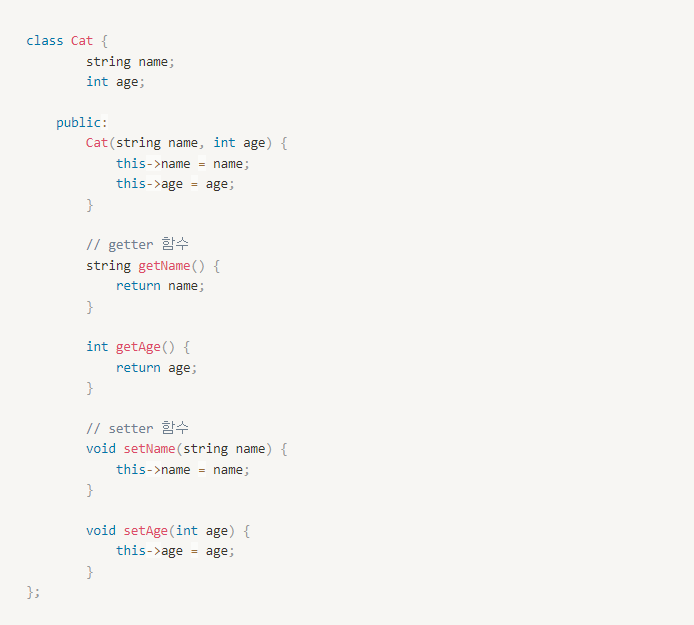 class Cat {
string name;
int age;
public:
Cat(string name, int age) {
this->name = name;
this->age = age;
}
// getter 함수
string getName() {
return name;
}
int getAge() {
return age;
}
// setter 함수
void setName(string name) {
this->name = name;
}
void setAge(int age) {
this->age = age;
}
};